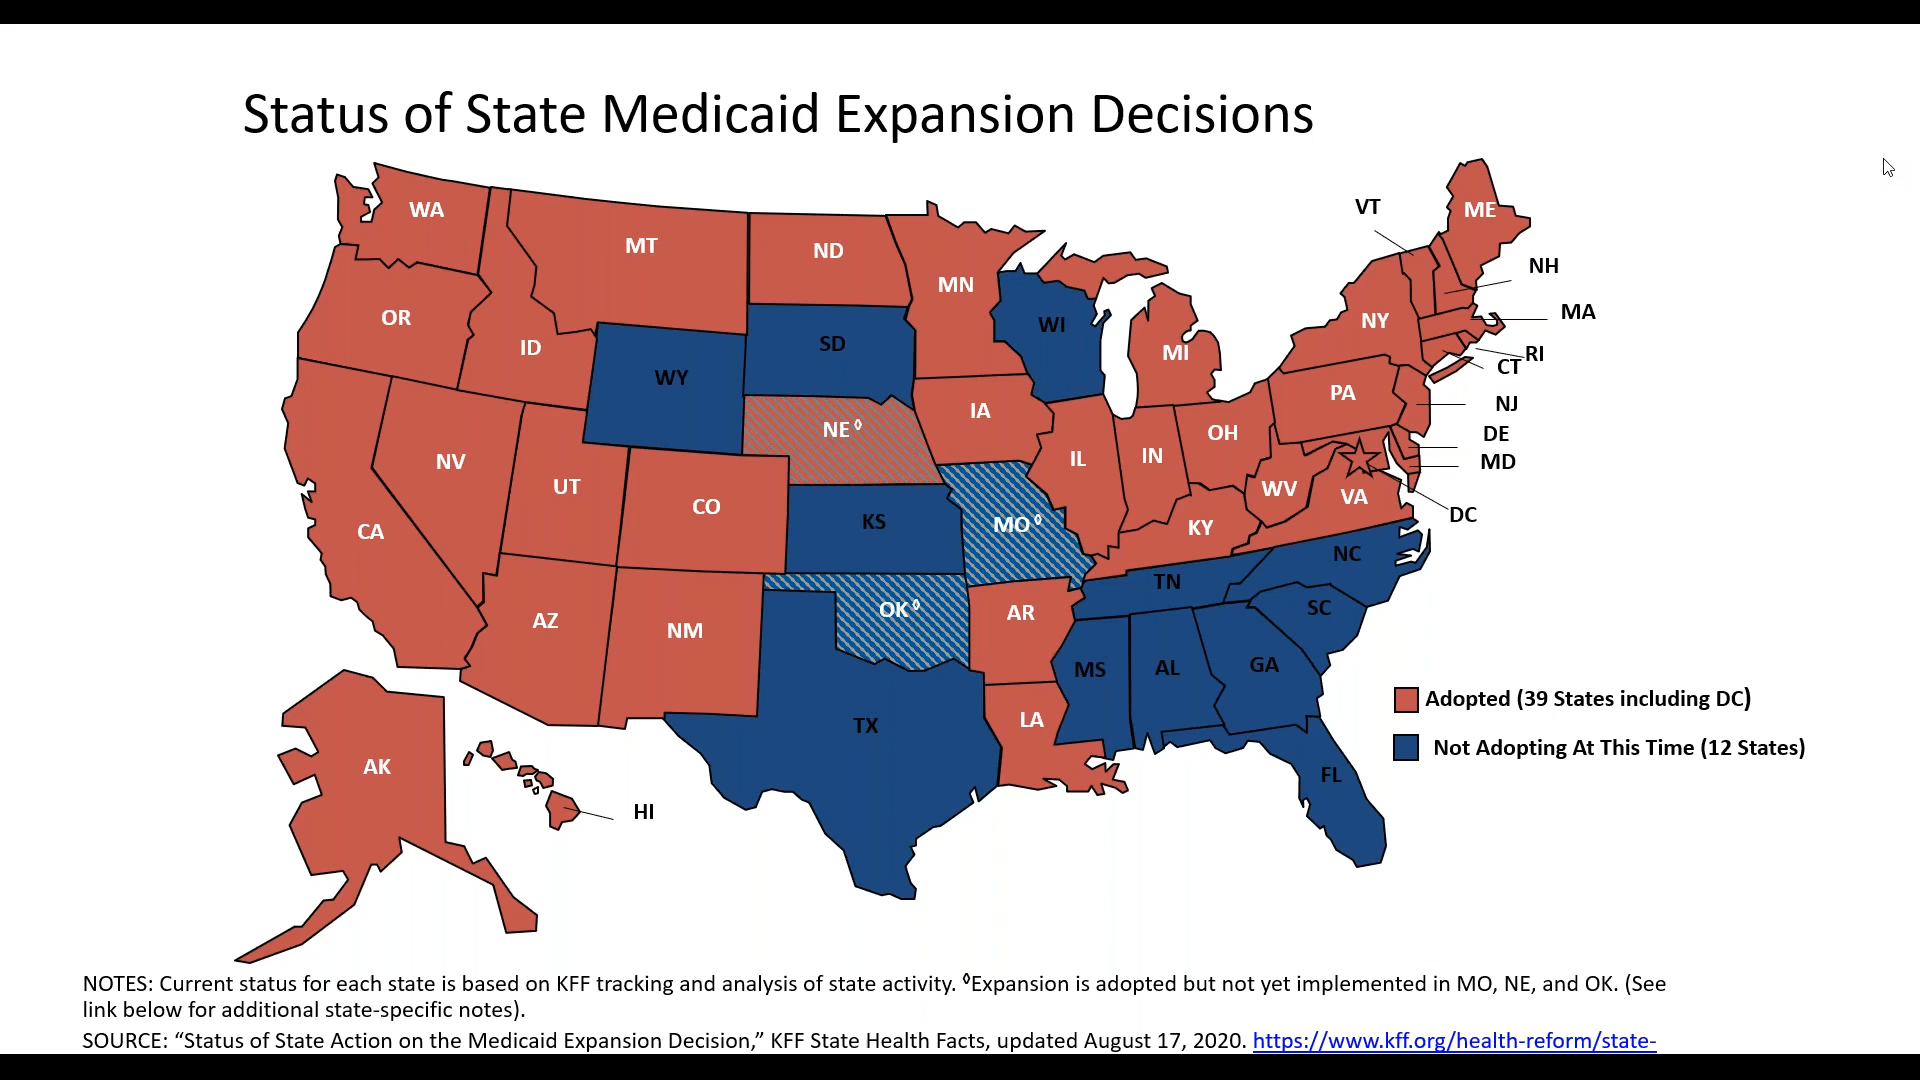 Status of State Medicaid Expansion Decisions
WA
MT
ND
MN
ME
VT
NH
OR
ID
WY
SD
WI
MI
NY
MA
RI
CT
NE◊
IA
PA
NJ
NV
UT
CO
IL
IN
OH
WV
VA
DE
MD
DC
CA
KS
MO◊
KY
NC
TN
SC
AZ
NM
OK◊
AR
MS
AL
GA
TX
LA
FL
AK
HI
Adopted (39 States including DC)
Not Adopting At This Time (12 States)
NOTES: Current status for each state is based on KFF tracking and analysis of state activity. ◊Expansion is adopted but not yet implemented in MO, NE, and OK. (See
link below for additional state-specific notes).
SOURCE: “Status of State Action on the Medicaid Expansion Decision,” KFF State Health Facts, updated August 17, 2020. https://www.kff.org/health-reform/state-